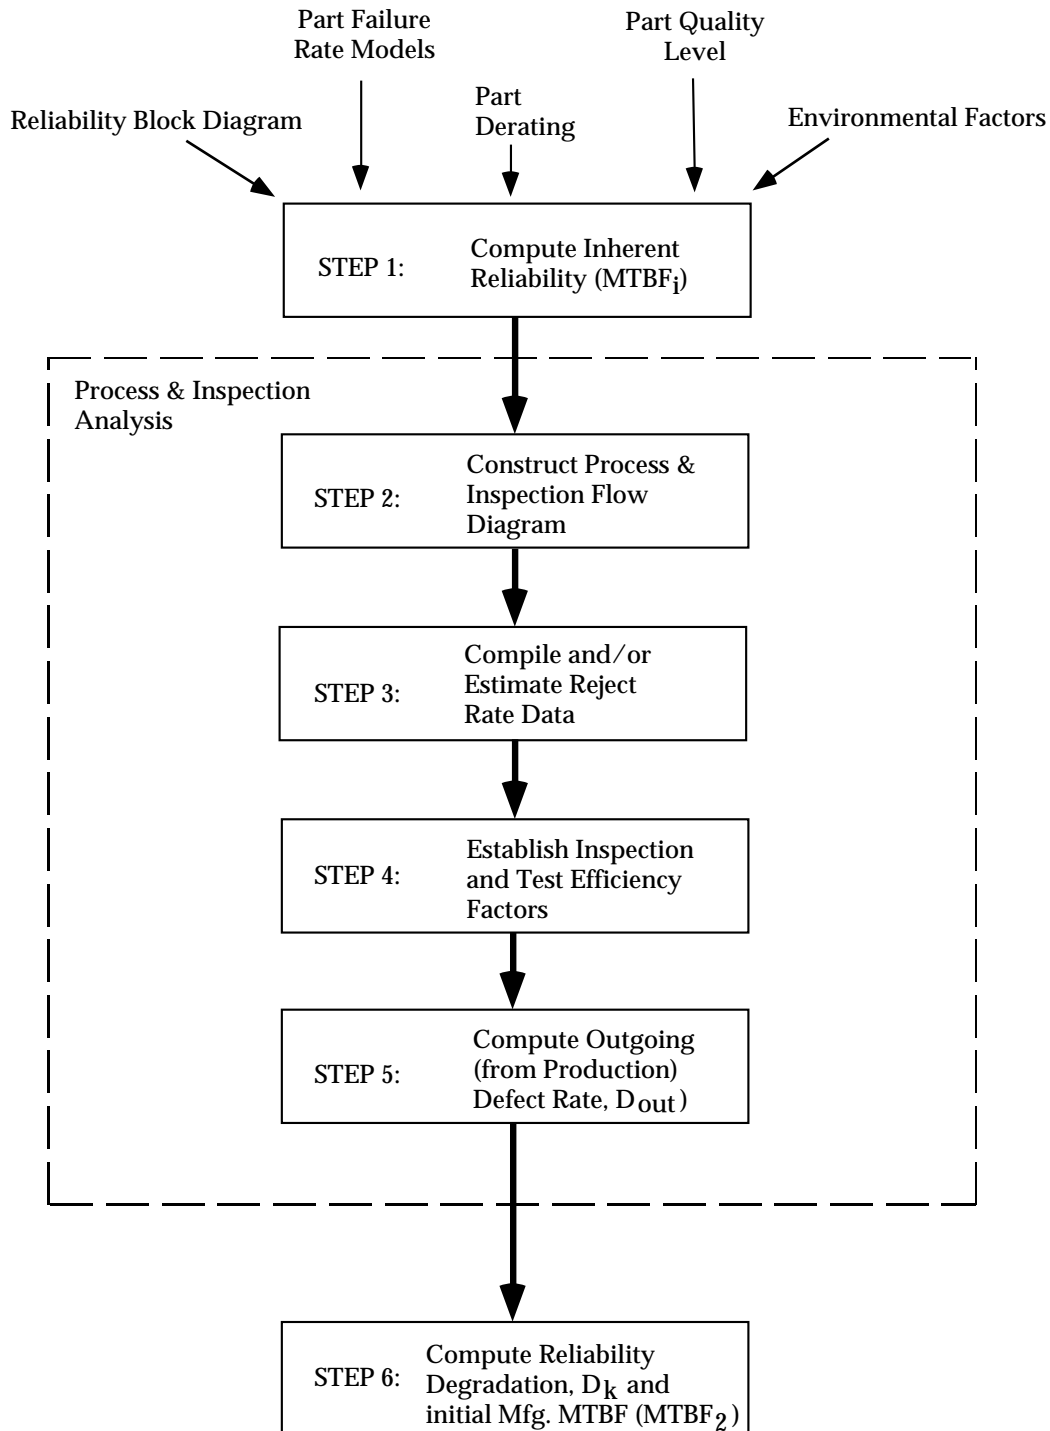 Part Failure
Rate Models
Part Quality
Level
Part
Derating
Reliability Block Diagram
Environmental Factors
STEP 1:
Compute Inherent
Reliability (MTBFi)
Process & Inspection
Analysis
STEP 2:
Construct Process &
Inspection Flow
Diagram
STEP 3:
Compile and/or
Estimate Reject
Rate Data
STEP 4:
Establish Inspection
and Test Efficiency
Factors
STEP 5:
Compute Outgoing
(from Production)
Defect Rate, Dout)
STEP 6:
Compute Reliability
Degradation, Dk and
initial Mfg. MTBF (MTBF2)